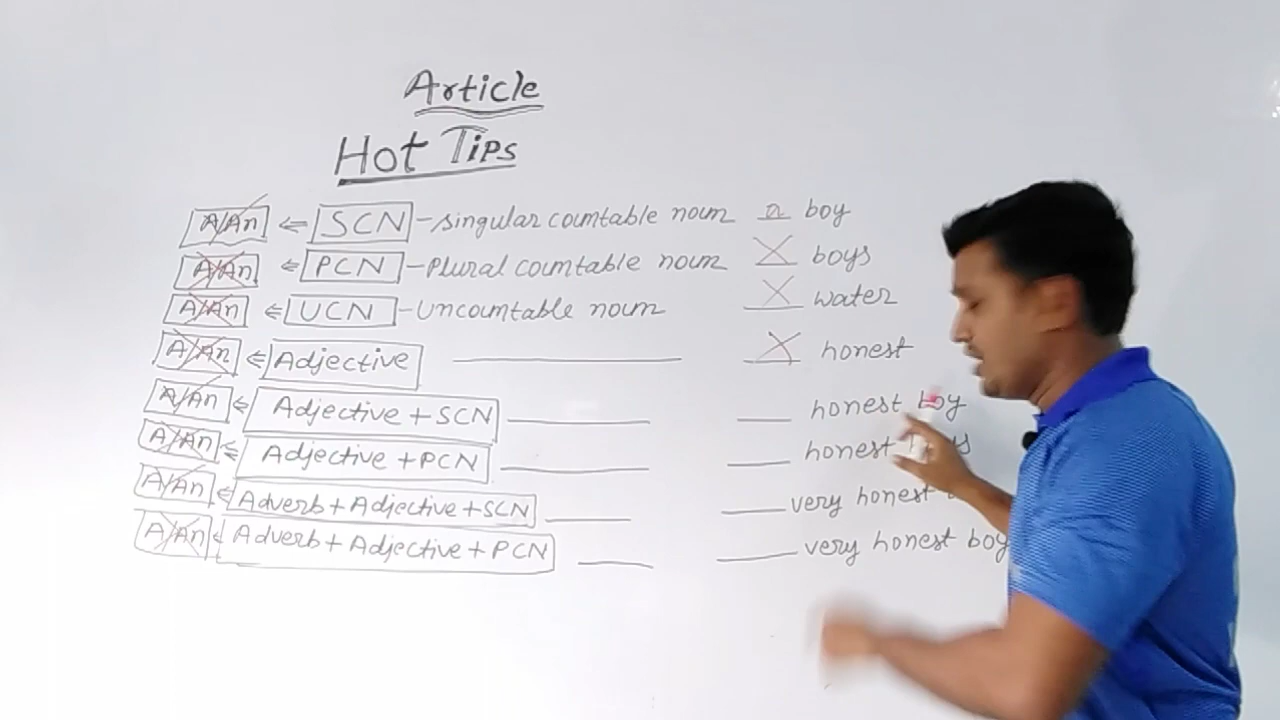 Article
Hot Tips
A/An ⇐ SCN - singular countable noun a boy
A/An ⇐ PCN - Plural countable noun X boys
A/An ⇐ UCN - Uncountable noun X water
A/An ⇐ Adjective X honest
A/An ⇐ Adjective + SCN honest boy
A/An ⇐ Adjective + PCN honest
A/An ⇐ Adverb + Adjective + SCN very honest
A/An ⇐ Adverb + Adjective + PCN very honest